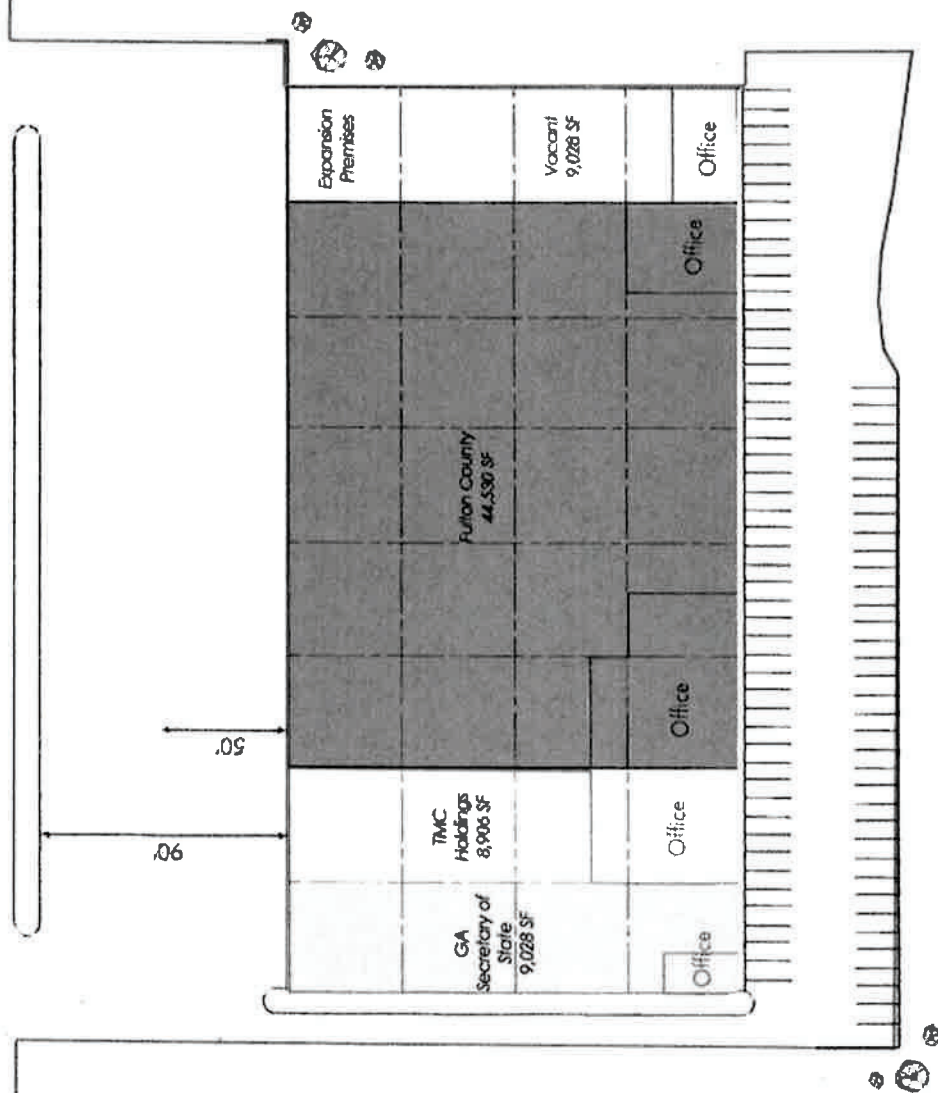 90'
50'
GA
Secretary of
State
9,028 SF
Office
TMC
Holdings
8,906 SF
Office
Fulton County
44,530 SF
Office
Office
Expansion
Premises
Vacant
9,028 SF
Office